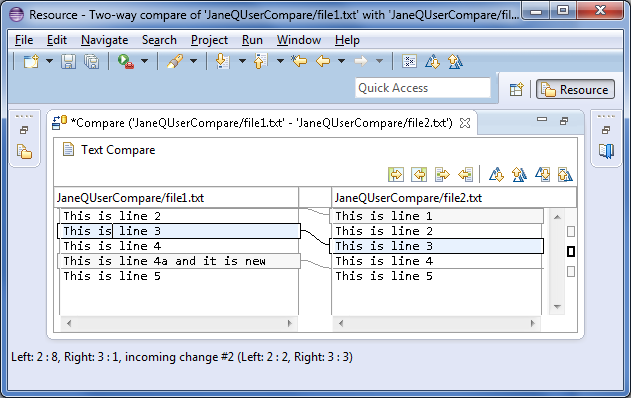 Resource - Two-way compare of 'JaneQUserCompare/file1.txt' with 'JaneQUserCompare/fil...
File Edit Navigate Search Project Run Window Help
Quick Access
Resource
*Compare ('JaneQUserCompare/file1.txt' - 'JaneQUserCompare/file2.txt')
Text Compare
JaneQUserCompare/file1.txt
This is line 2
This is line 3
This is line 4
This is line 4a and it is new
This is line 5
JaneQUserCompare/file2.txt
This is line 1
This is line 2
This is line 3
This is line 4
This is line 5
Left: 2 : 8, Right: 3 : 1, incoming change #2 (Left: 2 : 2, Right: 3 : 3)